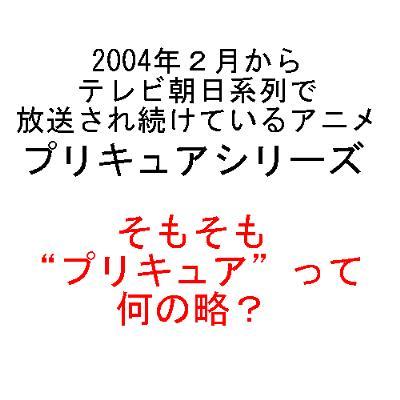 2004年２月から
テレビ朝日系列で
放送され続けているアニメ
プリキュアシリーズ
そもそも
“プリキュア”って
何の略？